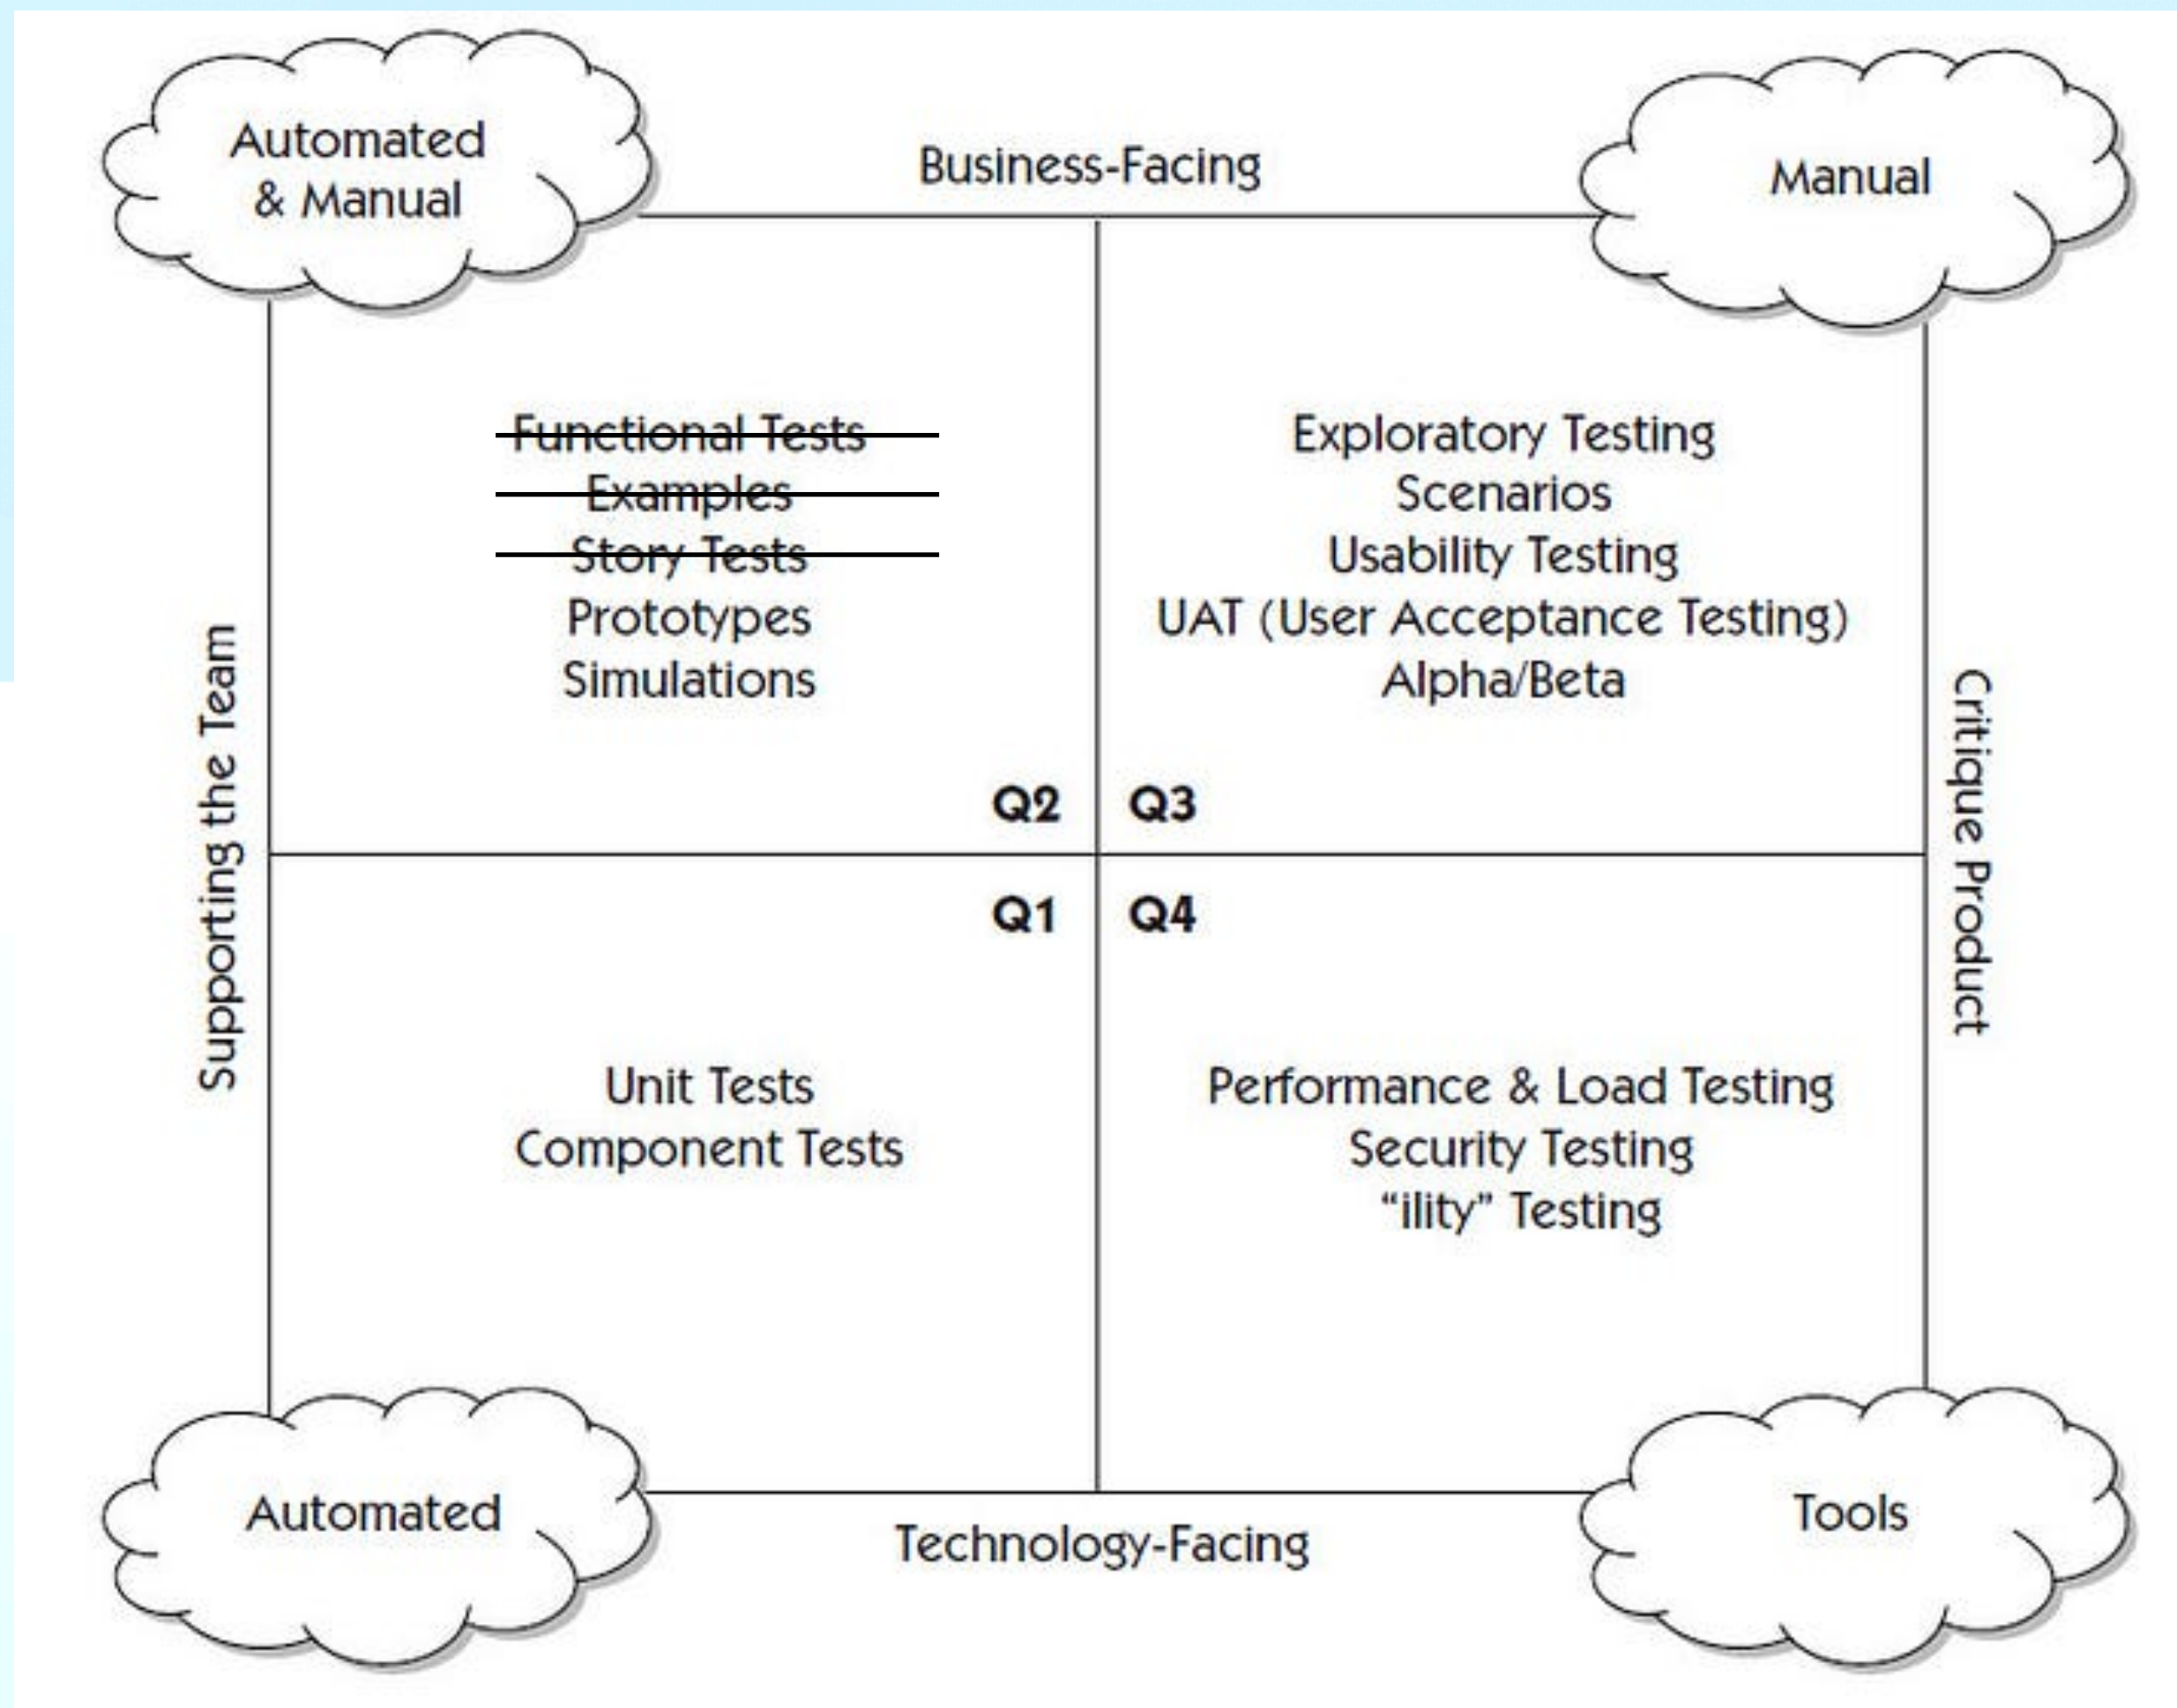 Automated
& Manual
Business-Facing
Manual
Functional Tests
Examples
Story Tests
Prototypes
Simulations
Exploratory Testing
Scenarios
Usability Testing
UAT (User Acceptance Testing)
Alpha/Beta
Supporting the Team
Critique Product
Q2
Q3
Q1
Q4
Unit Tests
Component Tests
Performance & Load Testing
Security Testing
“ility” Testing
Automated
Technology-Facing
Tools